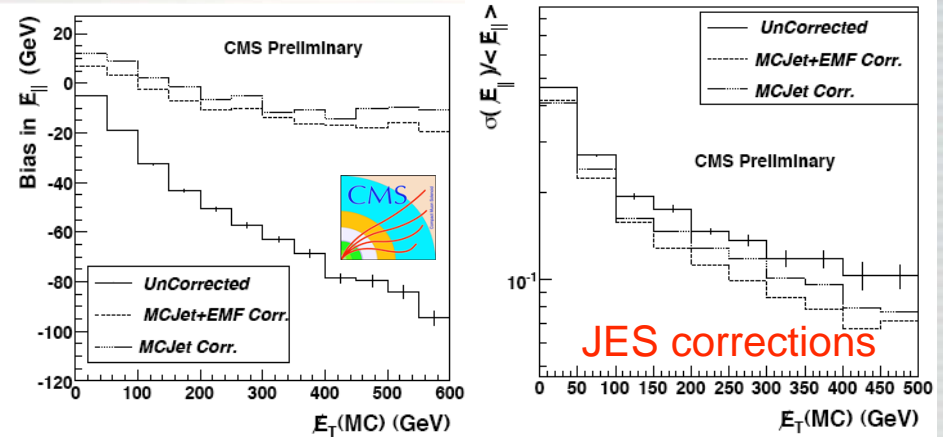 CMS Preliminary
Bias in E̸|| (GeV)
20
0
-20
-40
-60
-80
-100
-120
CMS
UnCorrected
MCJet+EMF Corr.
MCJet Corr.
0 100 200 300 400 500 600
E̸T(MC) (GeV)
σ(E̸||)/<E̸||>
UnCorrected
MCJet+EMF Corr.
MCJet Corr.
CMS Preliminary
10-1
JES corrections
0 50 100 150 200 250 300 350 400 450 500
E̸T(MC) (GeV)